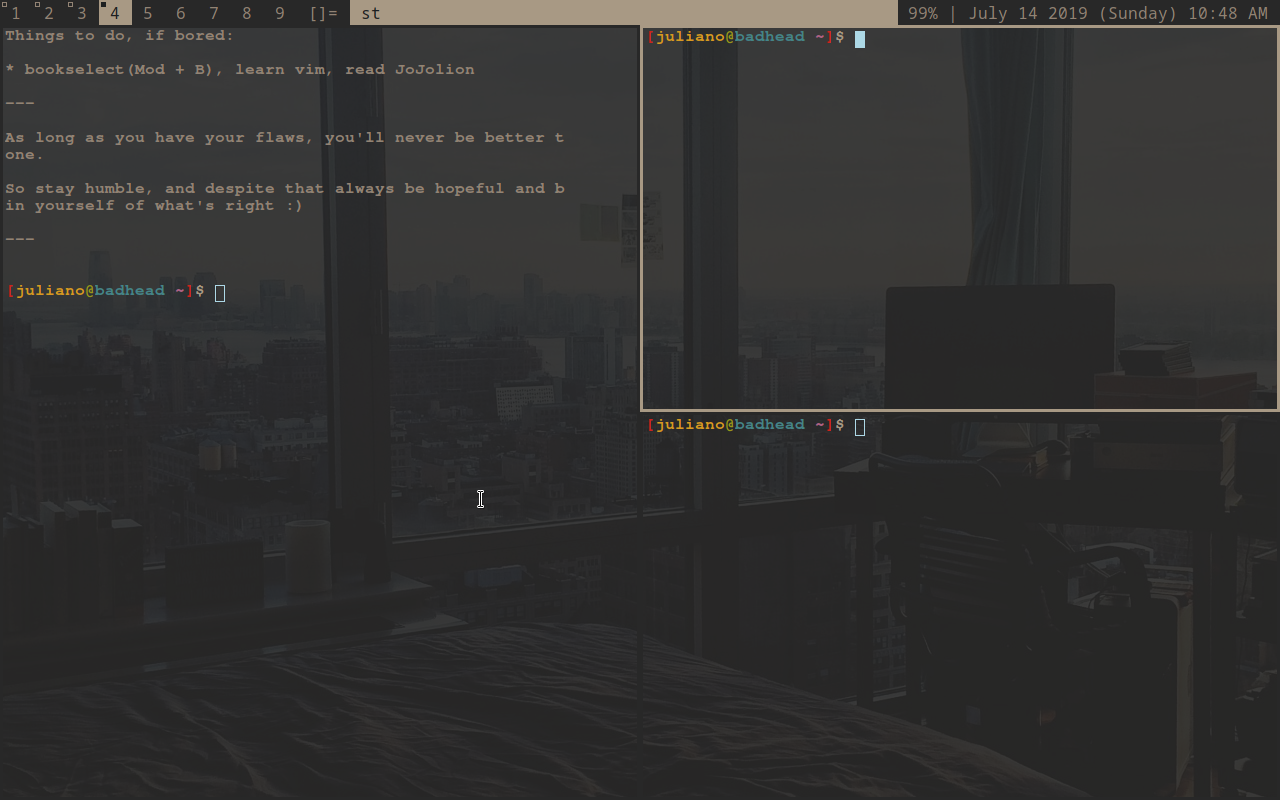 1 2 3 4 5 6 7 8 9 []= st 99% | July 14 2019 (Sunday) 10:48 AM
Things to do, if bored:
* bookselect(Mod + B), learn vim, read JoJolion
---
As long as you have your flaws, you'll never be better t
one.
So stay humble, and despite that always be hopeful and b
in yourself of what's right :)
---
[juliano@badhead ~]$
[juliano@badhead ~]$
[juliano@badhead ~]$